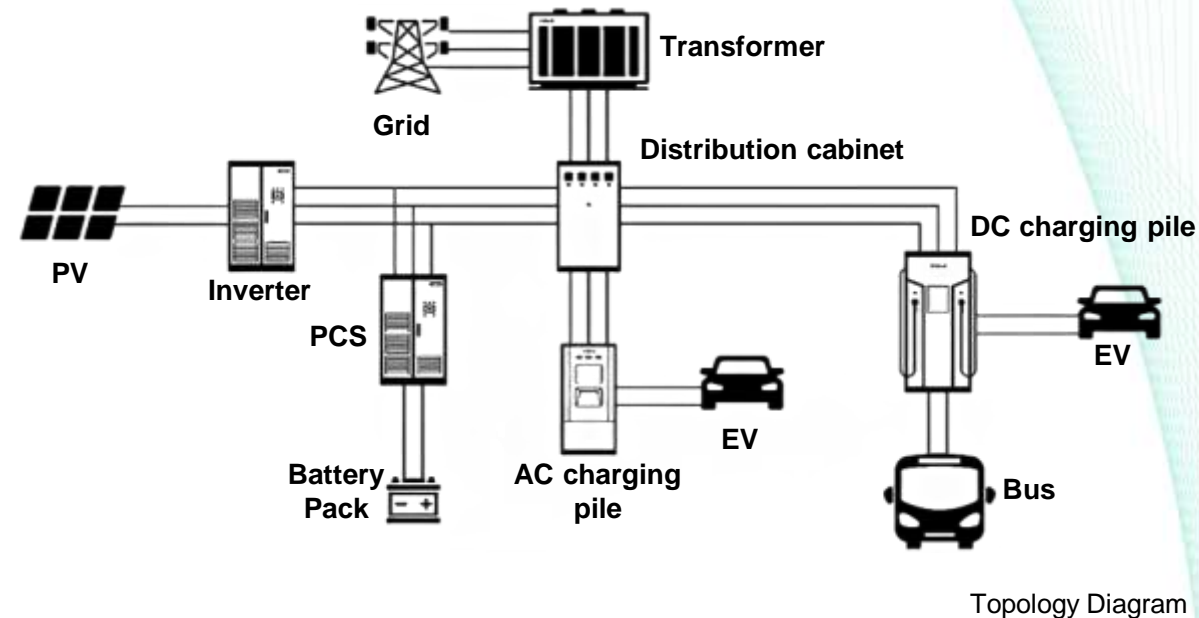 Transformer
Grid
Distribution cabinet
DC charging pile
PV
Inverter
PCS
EV
EV
Battery
Pack
AC charging
pile
Bus
Topology Diagram